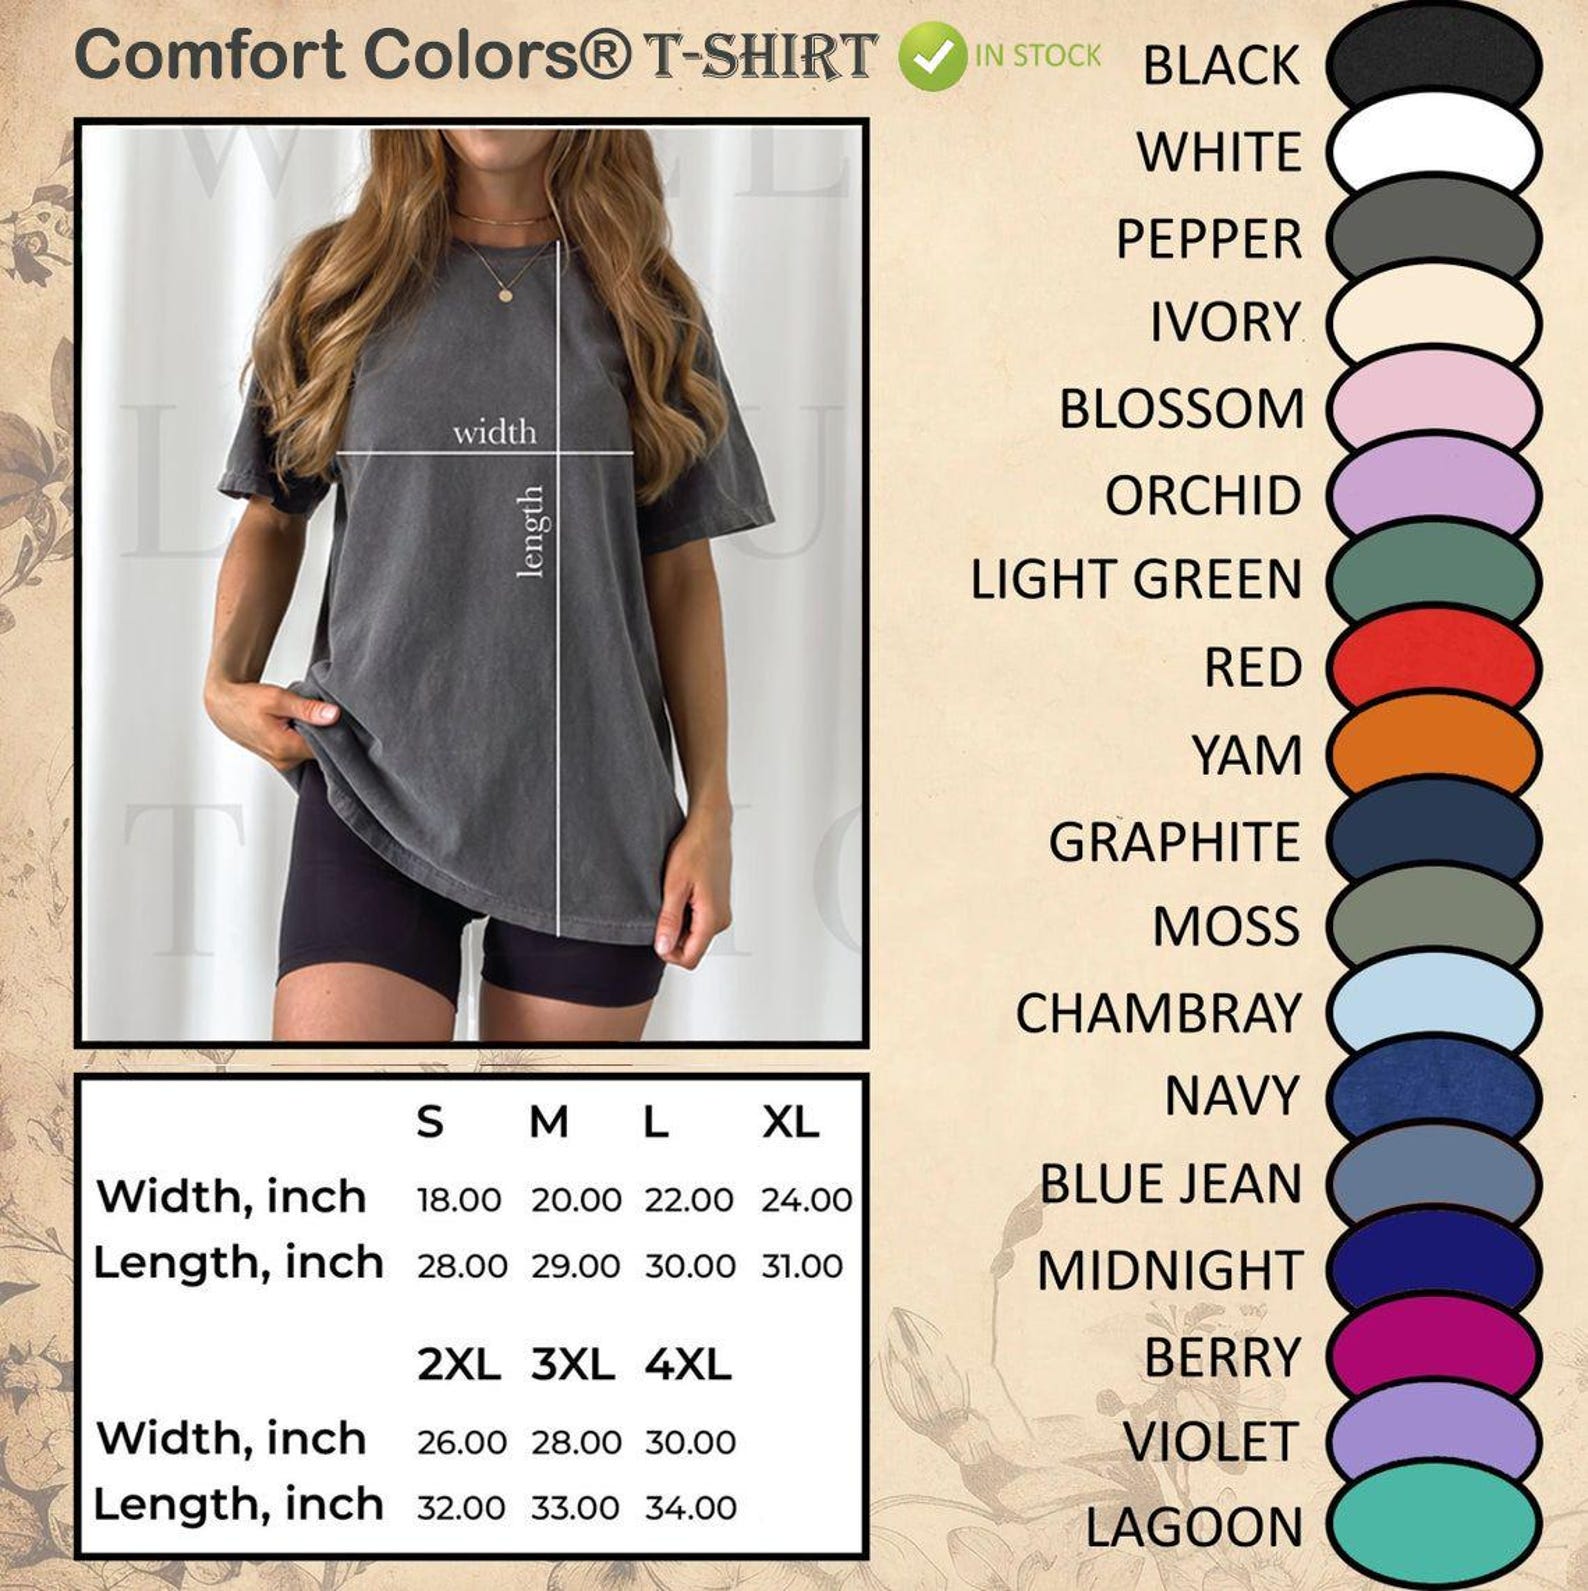 Comfort Colors® T-SHIRT IN STOCK
width
length
S M L XL
Width, inch 18.00 20.00 22.00 24.00
Length, inch 28.00 29.00 30.00 31.00
2XL 3XL 4XL
Width, inch 26.00 28.00 30.00
Length, inch 32.00 33.00 34.00
BLACK
WHITE
PEPPER
IVORY
BLOSSOM
ORCHID
LIGHT GREEN
RED
YAM
GRAPHITE
MOSS
CHAMBRAY
NAVY
BLUE JEAN
MIDNIGHT
BERRY
VIOLET
LAGOON